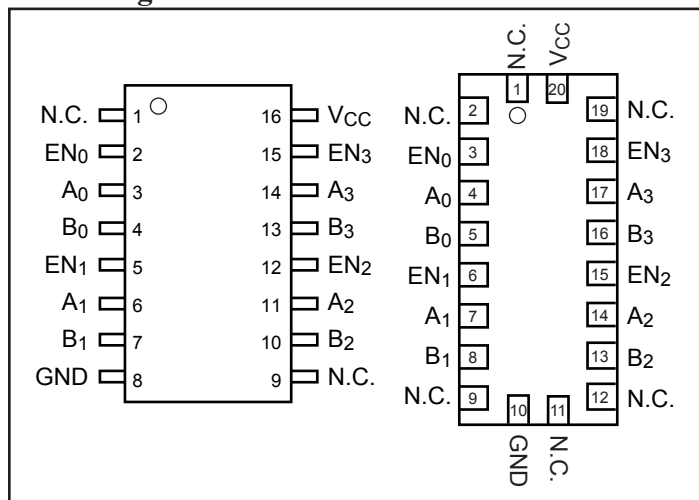 N.C. 1 16 VCC
EN0 2 15 EN3
A0 3 14 A3
B0 4 13 B3
EN1 5 12 EN2
A1 6 11 A2
B1 7 10 B2
GND 8 9 N.C.
N.C. VCC
1 20
N.C. 2 19 N.C.
EN0 3 18 EN3
A0 4 17 A3
B0 5 16 B3
EN1 6 15 EN2
A1 7 14 A2
B1 8 13 B2
N.C. 9 12 N.C.
10 11
GND N.C.